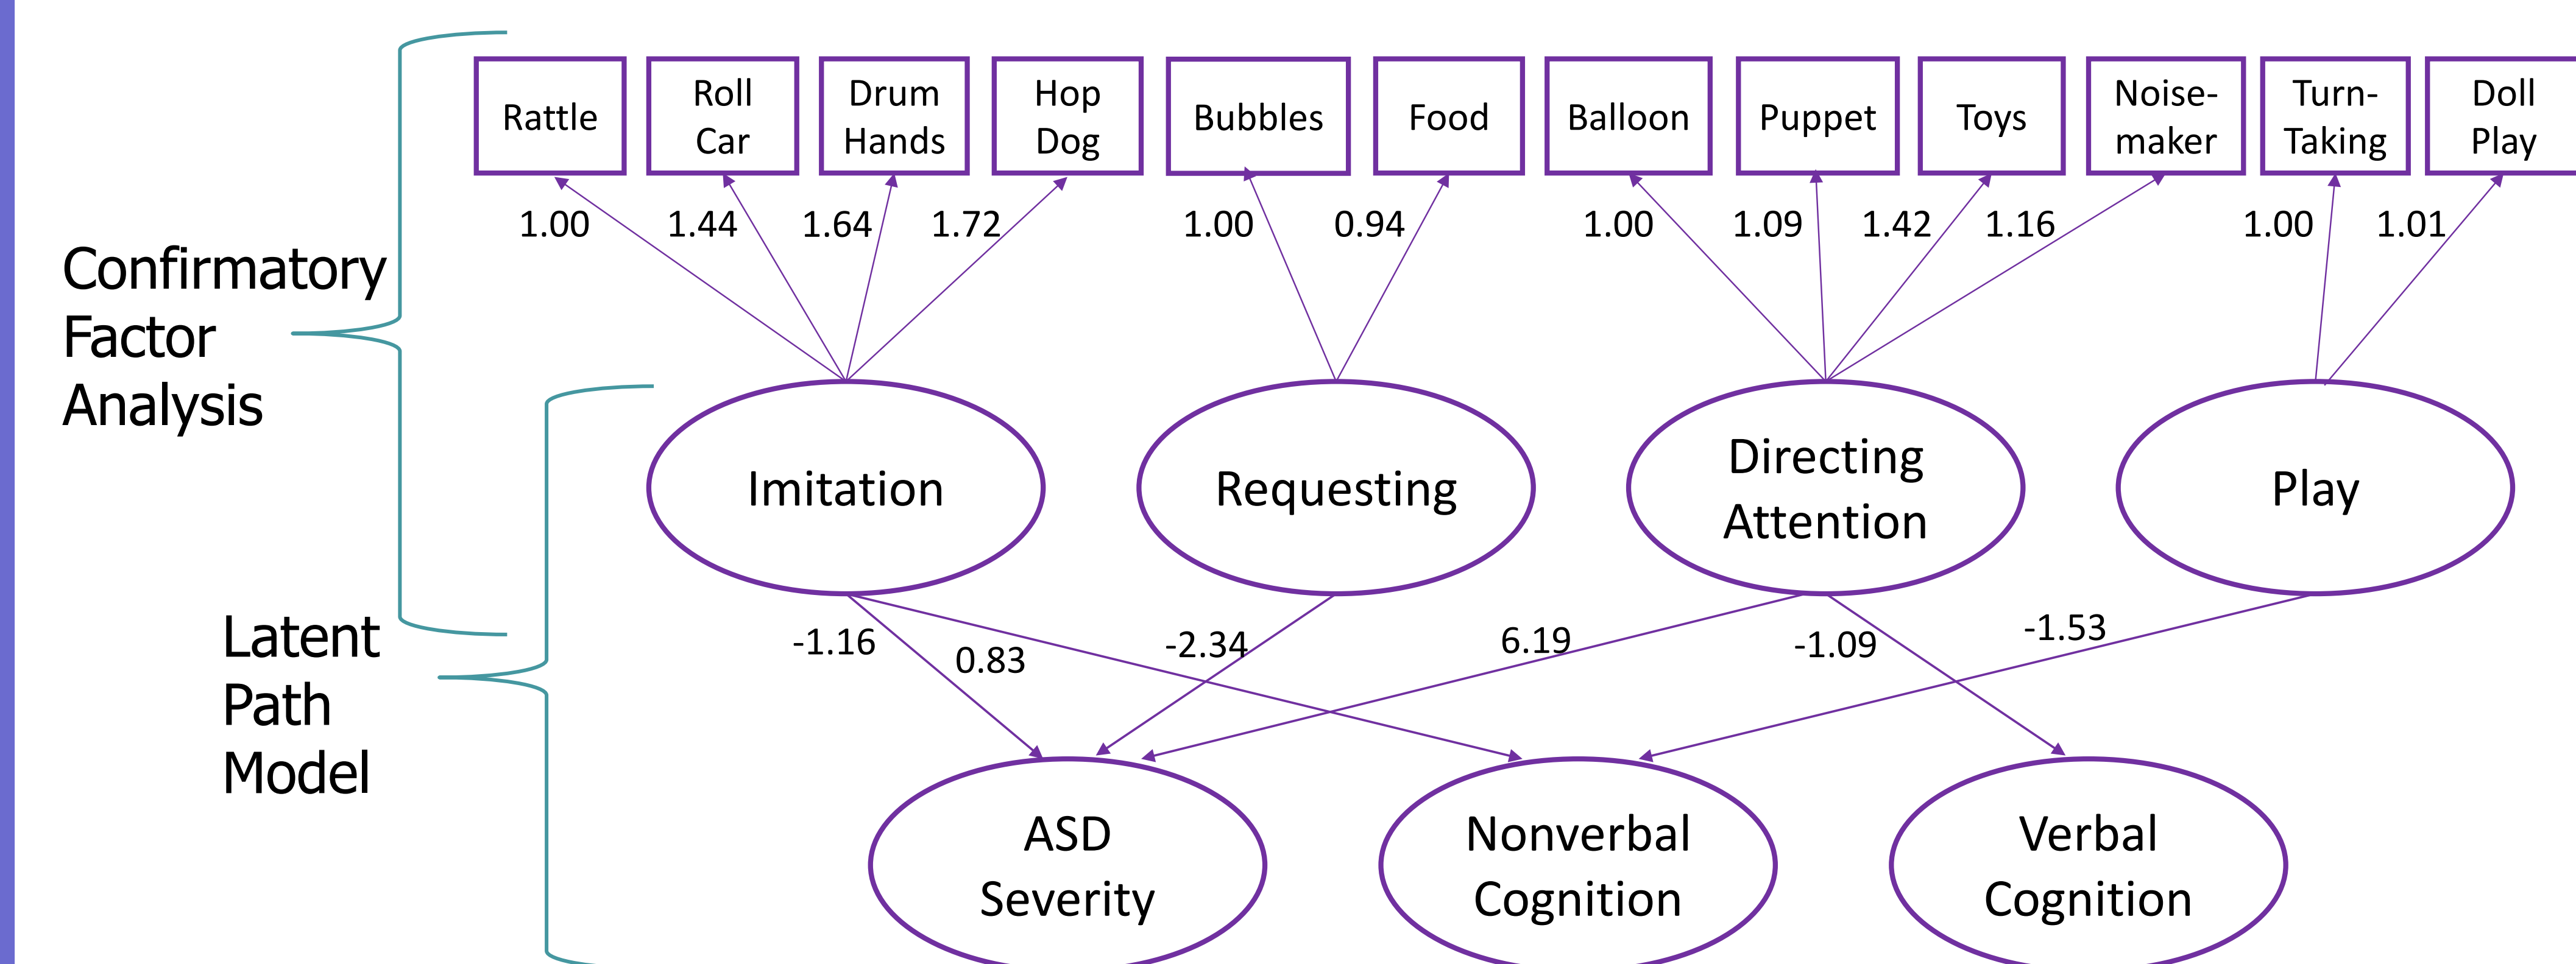 Rattle
Roll
Car
Drum
Hands
Hop
Dog
Bubbles
Food
Balloon
Puppet
Toys
Noise-
maker
Turn-
Taking
Doll
Play
1.00
1.44
1.64
1.72
1.00
0.94
1.00
1.09
1.42
1.16
1.00
1.01
Confirmatory
Factor
Analysis
Imitation
Requesting
Directing
Attention
Play
-1.16
0.83
-2.34
6.19
-1.09
-1.53
Latent
Path
Model
ASD
Severity
Nonverbal
Cognition
Verbal
Cognition